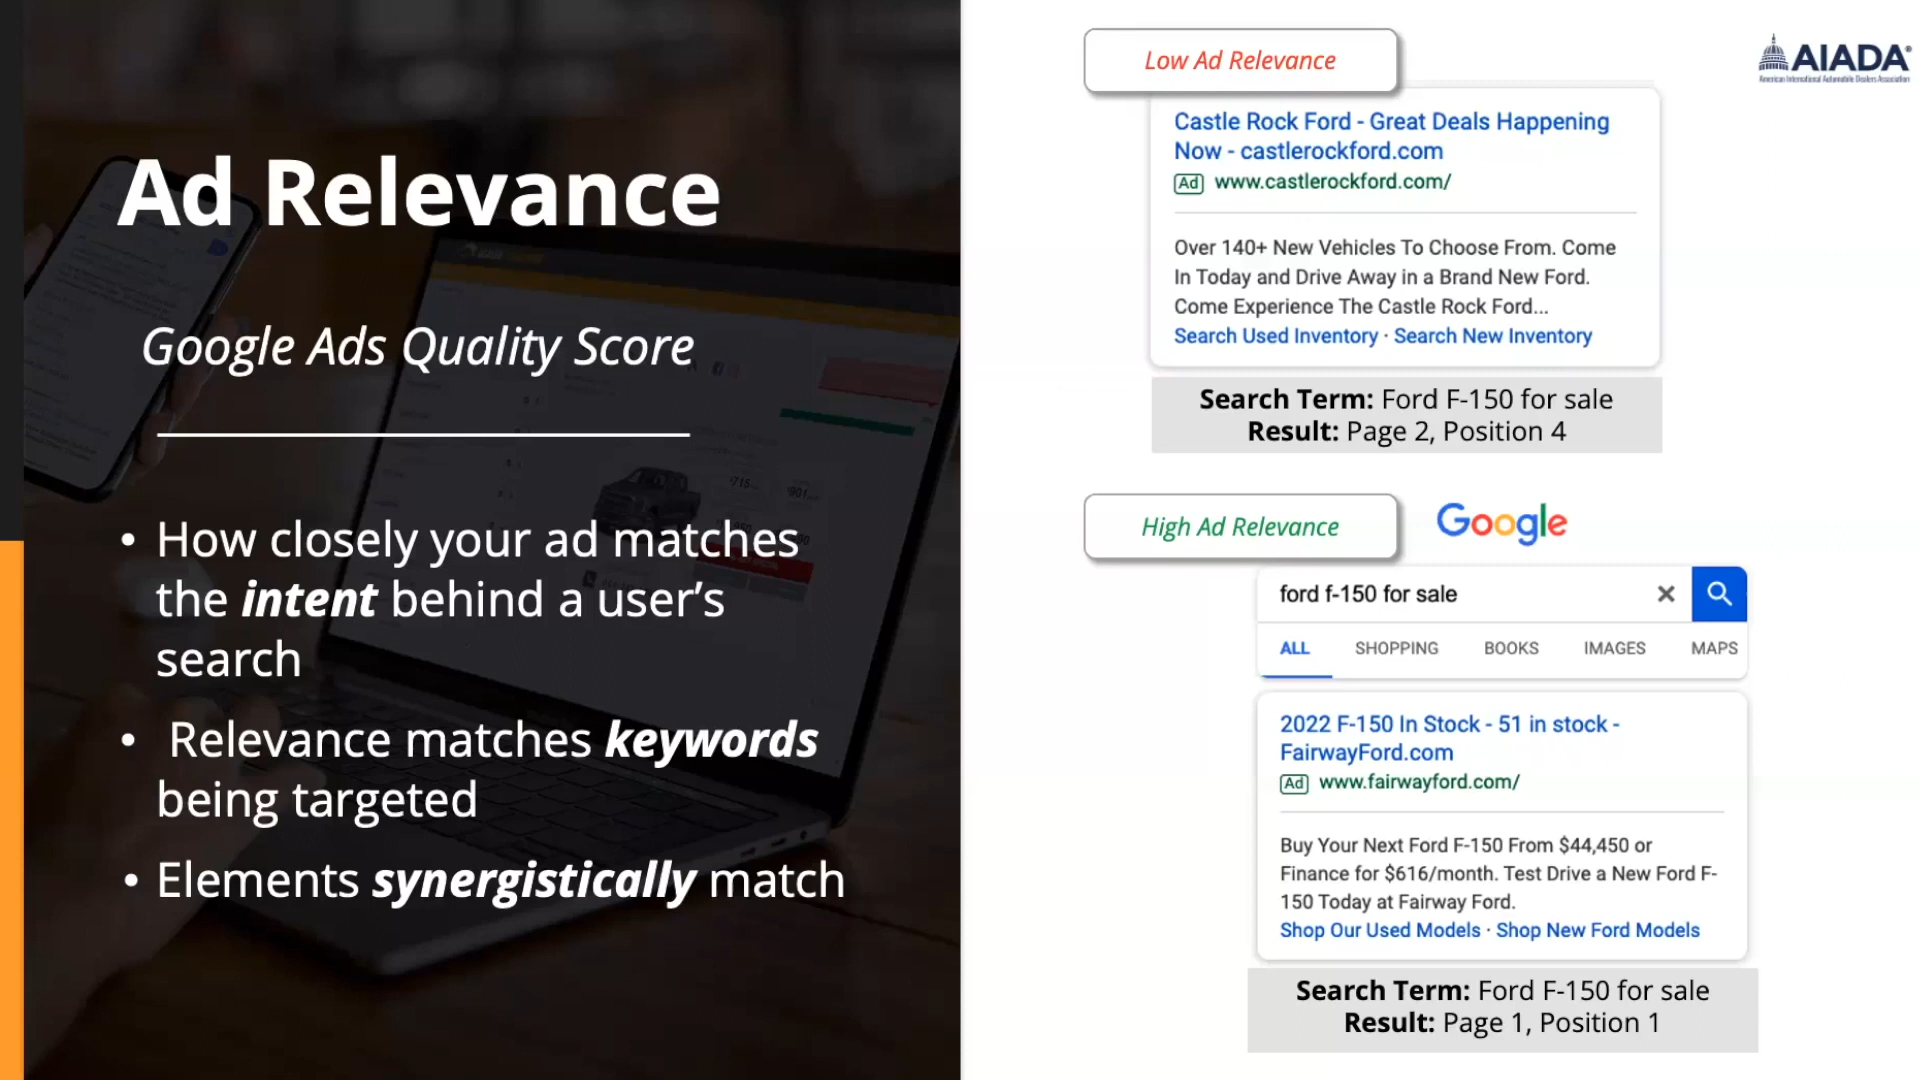 Ad Relevance
Google Ads Quality Score
• How closely your ad matches
the intent behind a user's
search
• Relevance matches keywords
being targeted
• Elements synergistically match
Low Ad Relevance
AIADA®
American International Automobile Dealers Association
Castle Rock Ford - Great Deals Happening
Now - castlerockford.com
Ad www.castlerockford.com/
Over 140+ New Vehicles To Choose From. Come
In Today and Drive Away in a Brand New Ford.
Come Experience The Castle Rock Ford...
Search Used Inventory · Search New Inventory
Search Term: Ford F-150 for sale
Result: Page 2, Position 4
High Ad Relevance
Google
ford f-150 for sale
ALL SHOPPING BOOKS IMAGES MAPS
2022 F-150 In Stock - 51 in stock -
FairwayFord.com
Ad www.fairwayford.com/
Buy Your Next Ford F-150 From $44,450 or
Finance for $616/month. Test Drive a New Ford F-
150 Today at Fairway Ford.
Shop Our Used Models · Shop New Ford Models
Search Term: Ford F-150 for sale
Result: Page 1, Position 1